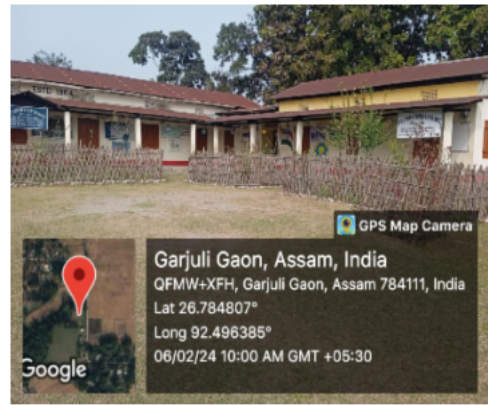 GPS Map Camera
Google
Garjuli Gaon, Assam, India
QFMW+XFH, Garjuli Gaon, Assam 784111, India
Lat 26.784807°
Long 92.496385°
06/02/24 10:00 AM GMT +05:30